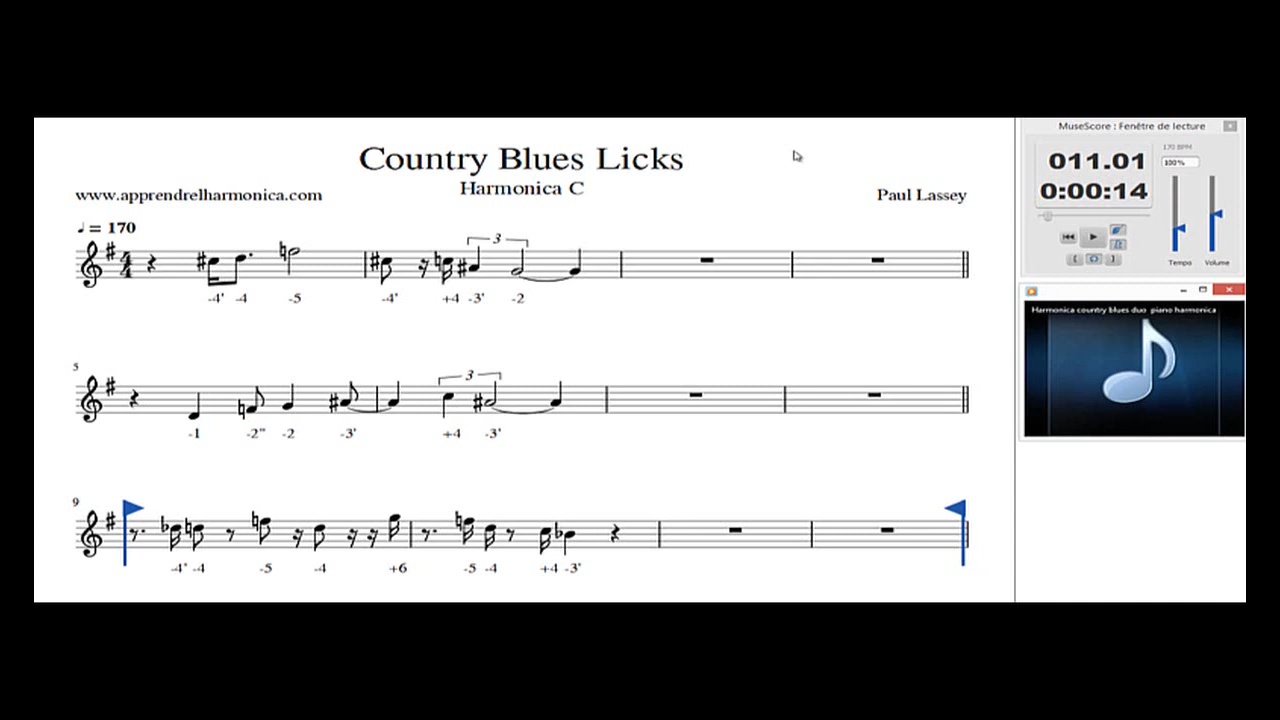 Country Blues Licks
Harmonica C
www.apprendrelharmonica.com
Paul Lassey
♩ = 170
3
-4' -4 -5 -4' +4 -3' -2
5
3
-1 -2" -2 -3' +4 -3'
9
-4' -4 -5 -4 +6 -5 -4 +4 -3'
MuseScore : Fenêtre de lecture
170 BPM
011.01
100%
0:00:14
Tempo Volume
Harmonica country blues duo piano harmonica